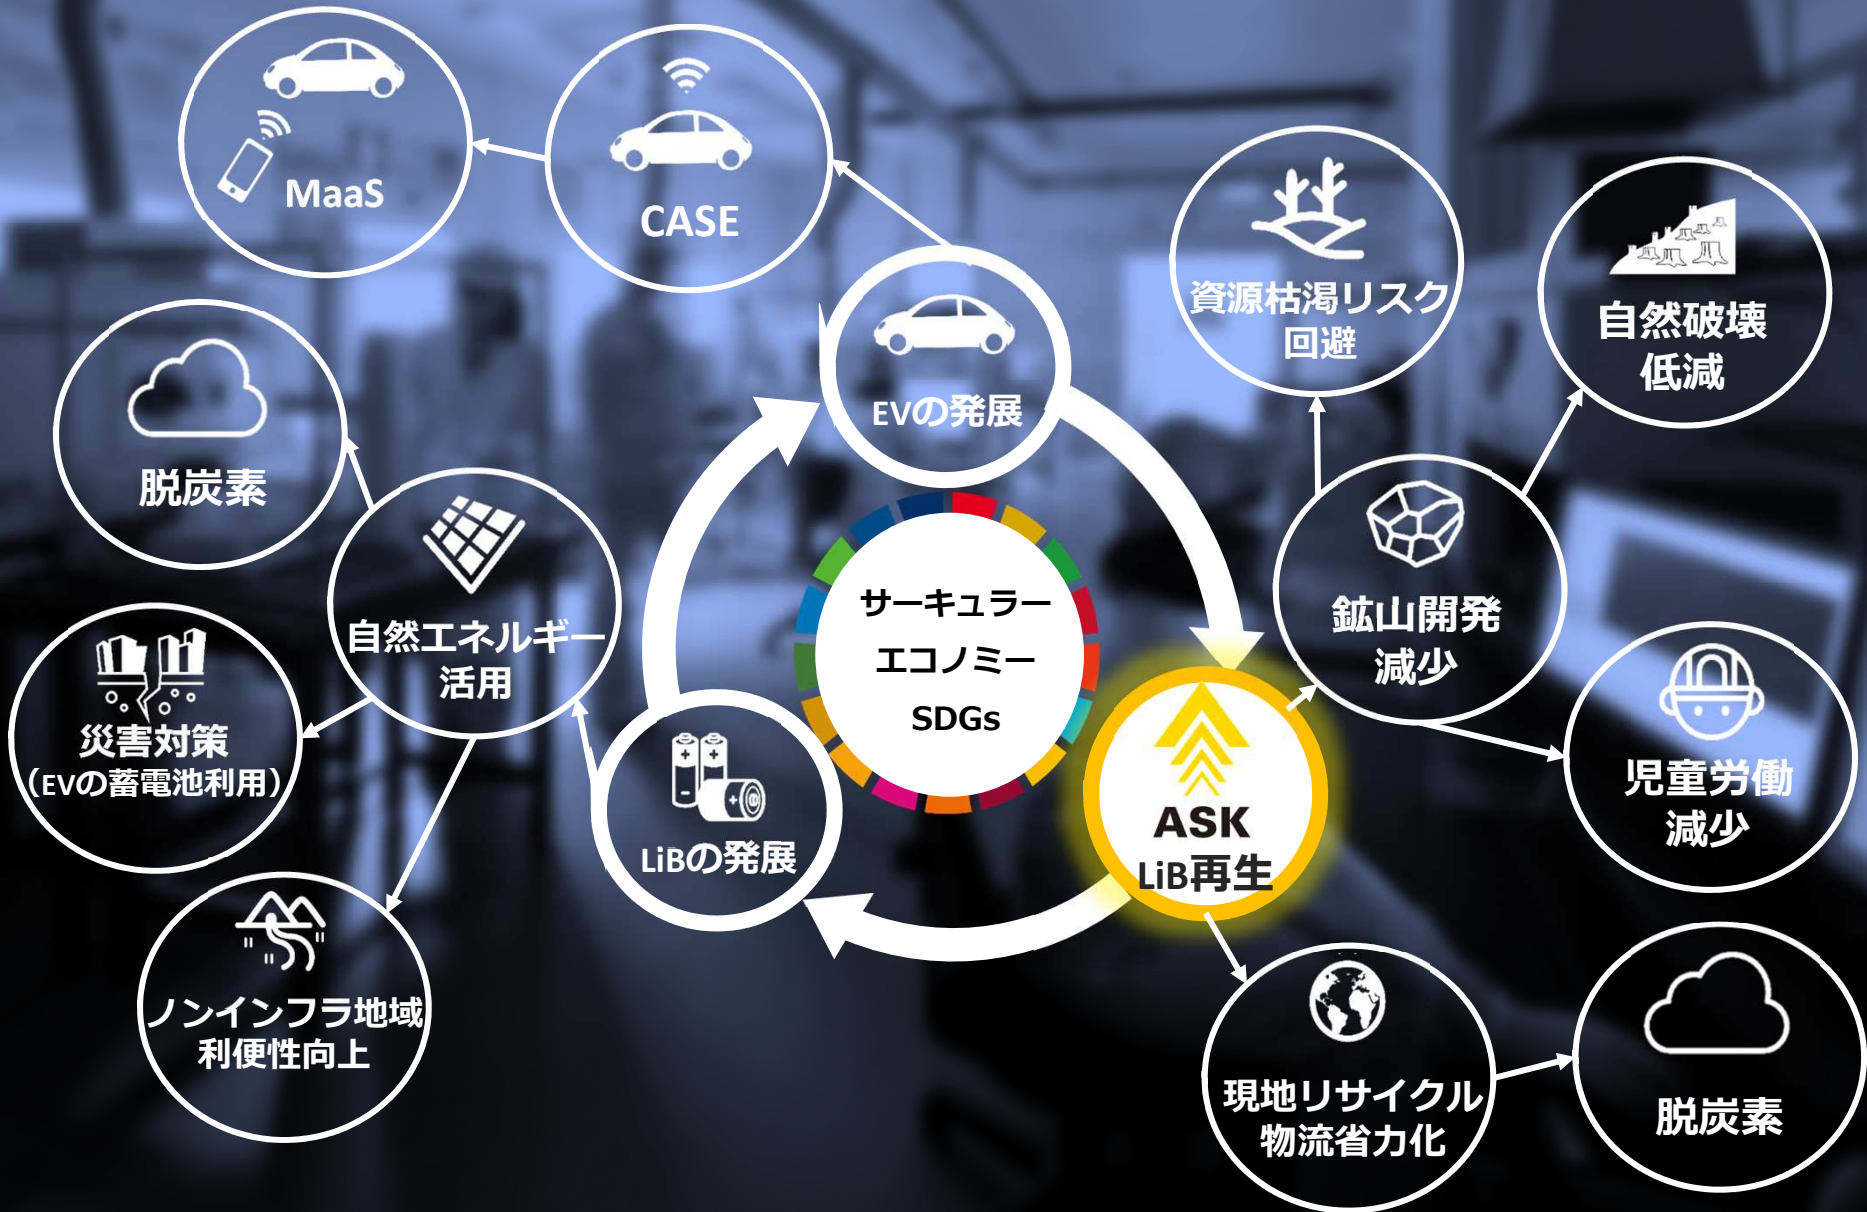 MaaS
CASE
EVの発展
資源枯渇リスク
回避
自然破壊
低減
脱炭素
自然エネルギー
活用
サーキュラー
エコノミー
SDGs
鉱山開発
減少
災害対策
（EVの蓄電池利用）
LiBの発展
ASK
LiB再生
児童労働
減少
ノンインフラ地域
利便性向上
現地リサイクル
物流省力化
脱炭素